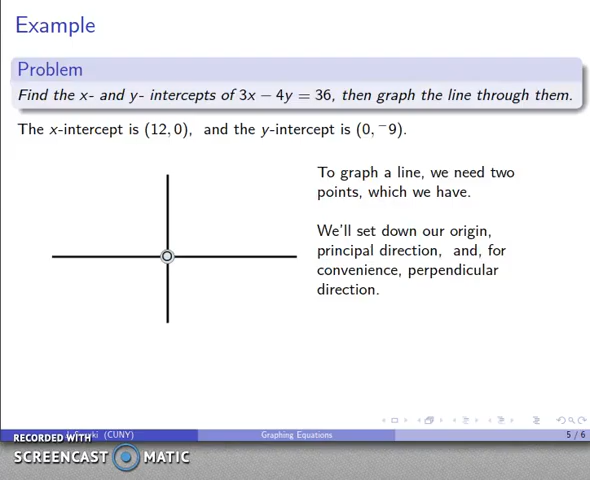 Example
Problem
Find the x- and y- intercepts of 3x − 4y = 36, then graph the line through them.
The x-intercept is (12, 0), and the y-intercept is (0, ⁻9).
To graph a line, we need two
points, which we have.
We'll set down our origin,
principal direction, and, for
convenience, perpendicular
direction.
(CUNY)
Graphing Equations
5 / 6
RECORDED WITH
SCREENCAST MATIC